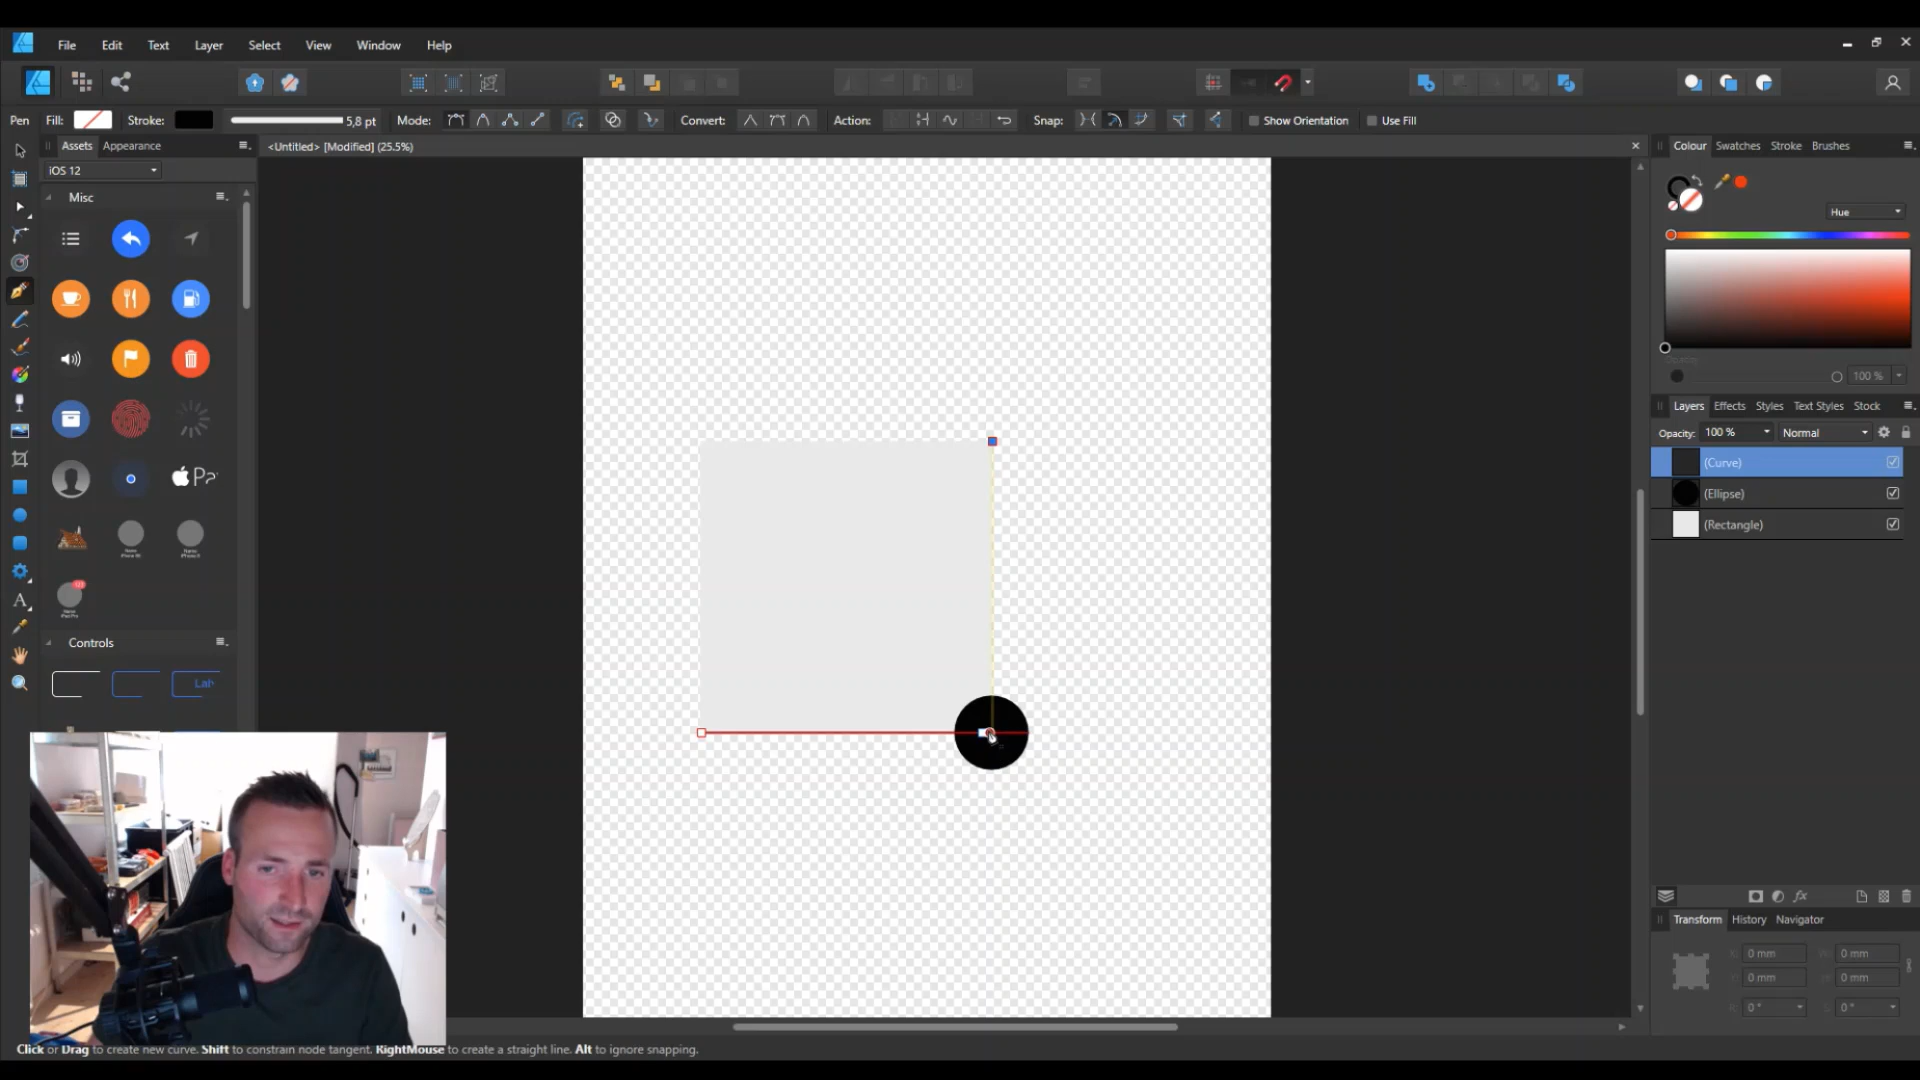 File Edit Text Layer Select View Window Help
Pen Fill: Stroke: 5,8 pt Mode: Convert: Action: Snap: Show Orientation Use Fill
Assets Appearance
<Untitled> [Modified] (25.5%)
Colour Swatches Stroke Brushes
iOS 12
Misc
Hue
Opacity
100 %
Layers Effects Styles Text Styles Stock
Opacity: 100 % Normal
(Curve)
(Ellipse)
(Rectangle)
Pay
Controls
Lab
Transform History Navigator
X: 0 mm W: 0 mm
Y: 0 mm H: 0 mm
R: 0 ° S: 0 °
Click or Drag to create new curve. Shift to constrain node tangent. RightMouse to create a straight line. Alt to ignore snapping.